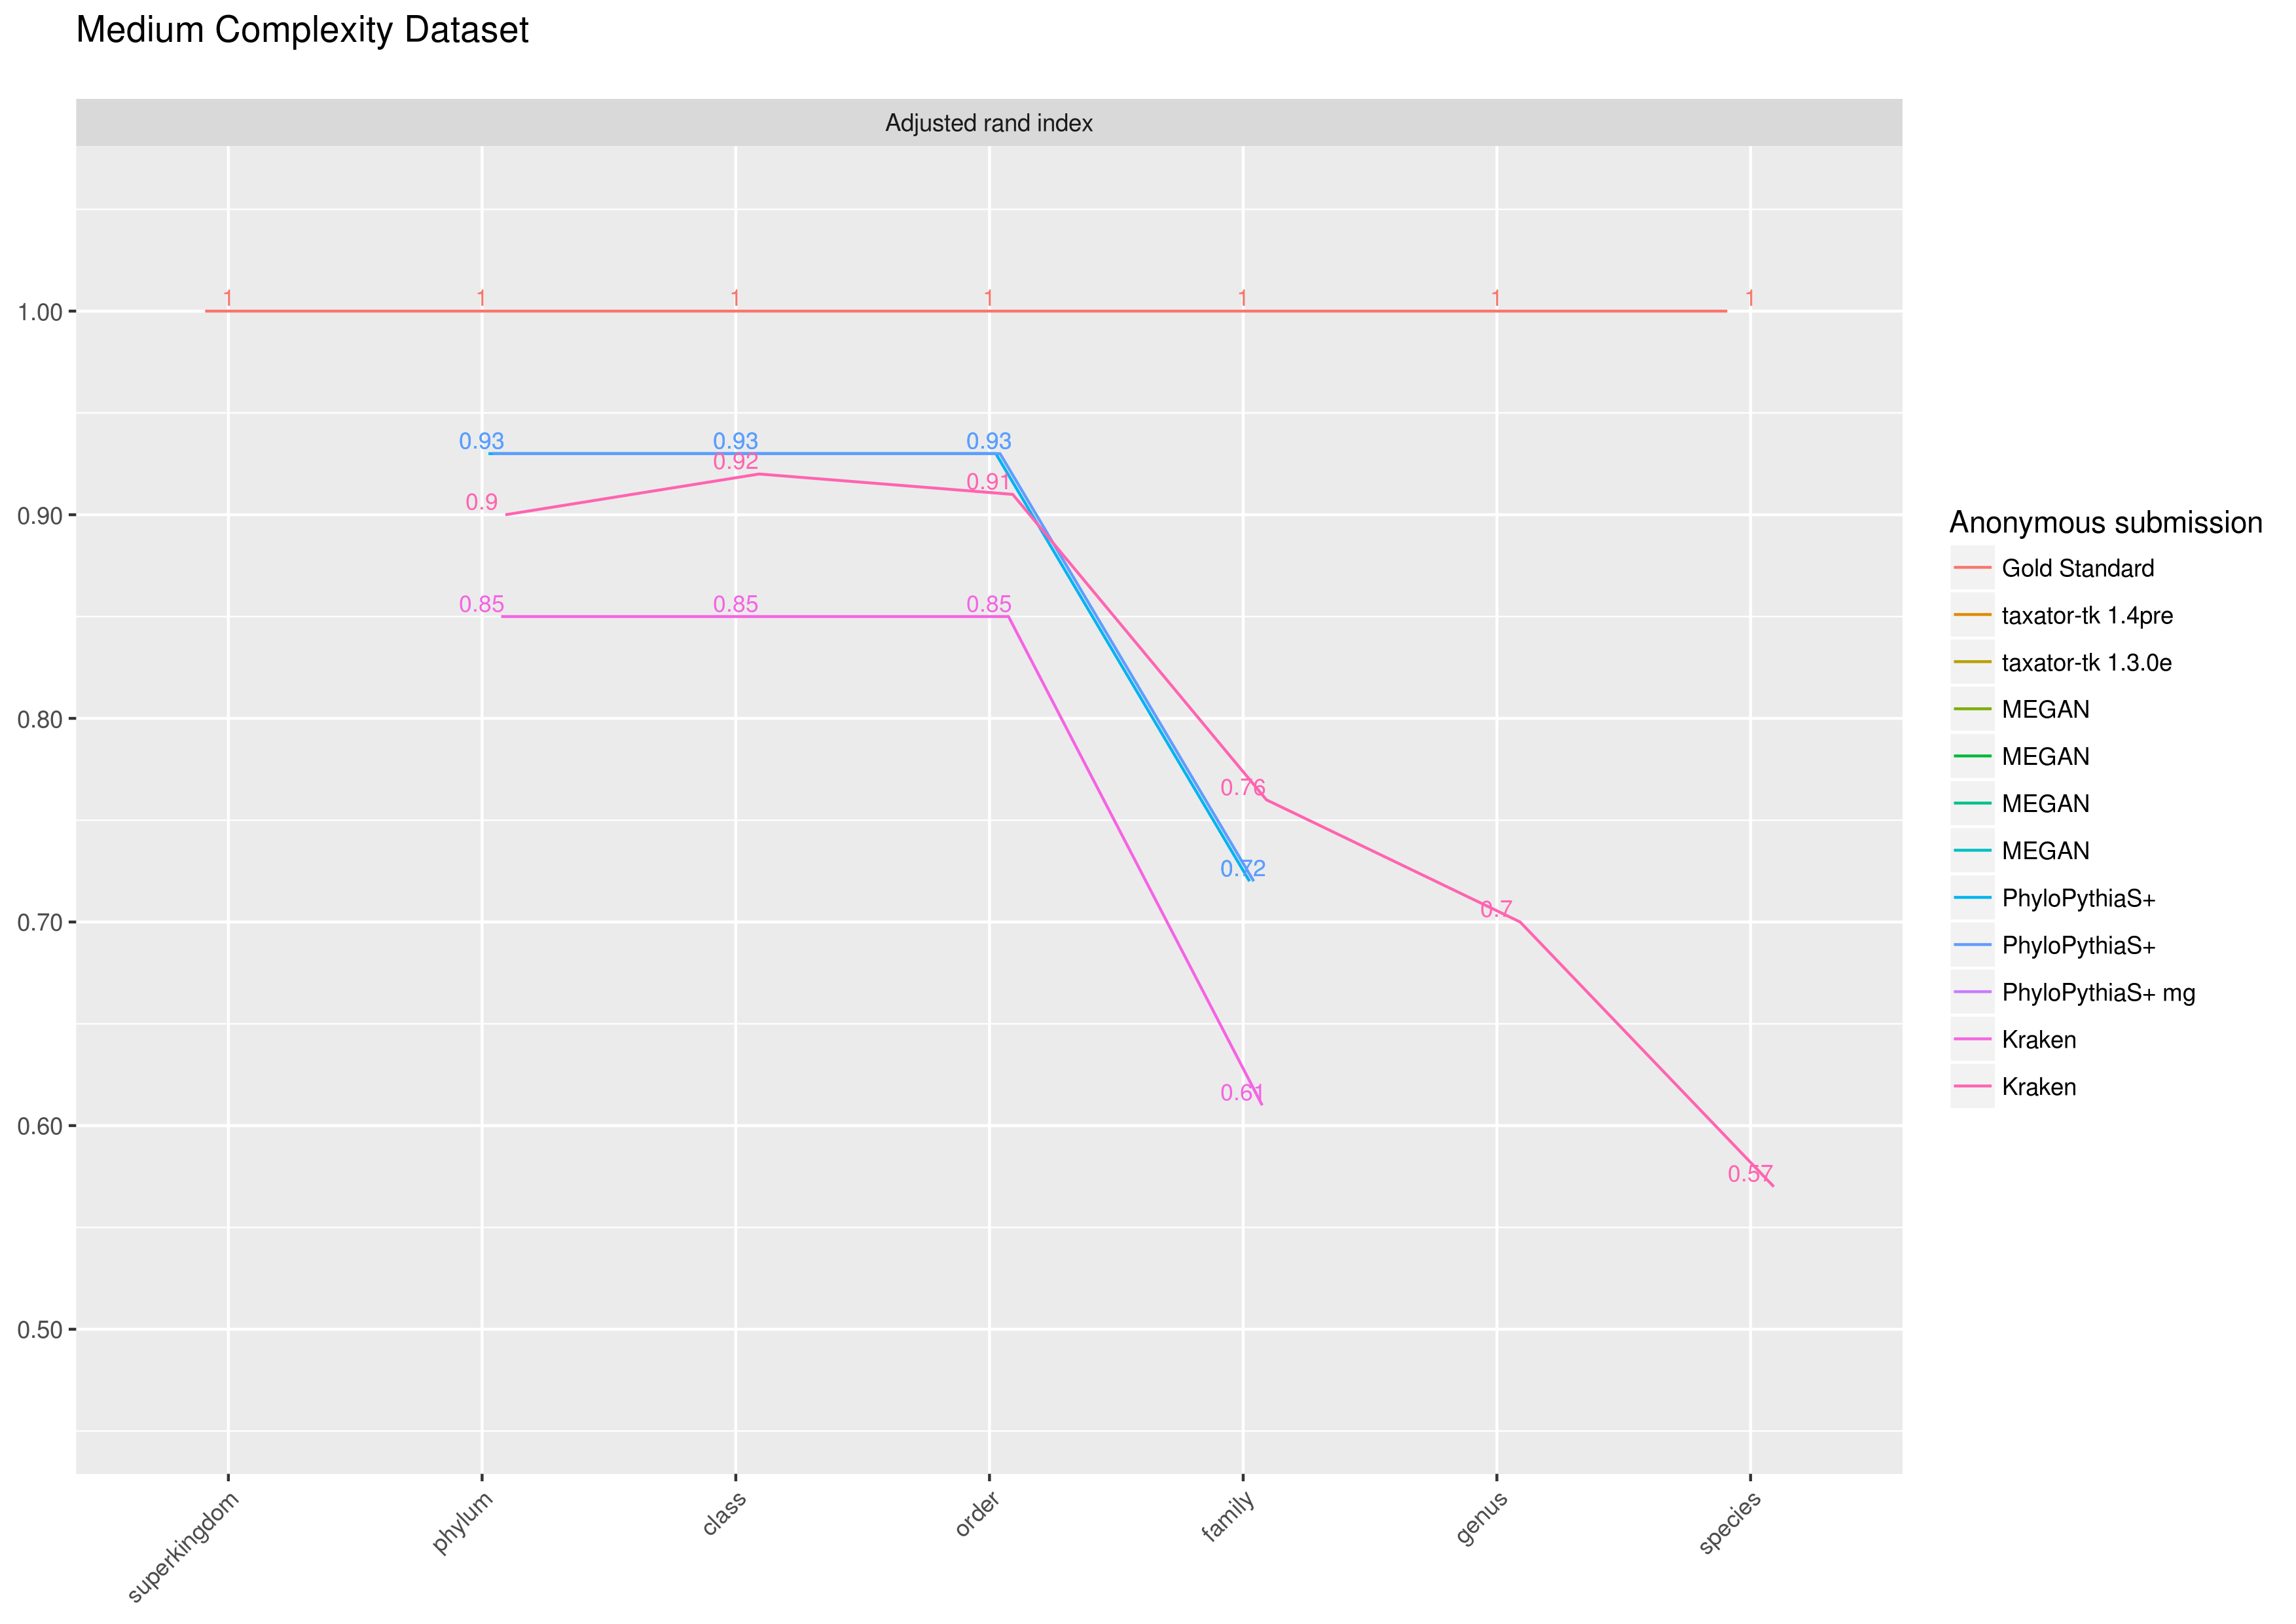 Medium Complexity Dataset
Adjusted rand index
1 1 1 1 1 1 1
1.00
0.93 0.93 0.93
0.92
0.91
0.9
0.90
0.85 0.85 0.85
0.80
0.76
0.72
0.7
0.70
0.61
0.60
0.57
0.50
superkingdom phylum class order family genus species
Anonymous submission
Gold Standard
taxator-tk 1.4pre
taxator-tk 1.3.0e
MEGAN
MEGAN
MEGAN
MEGAN
PhyloPythiaS+
PhyloPythiaS+
PhyloPythiaS+ mg
Kraken
Kraken